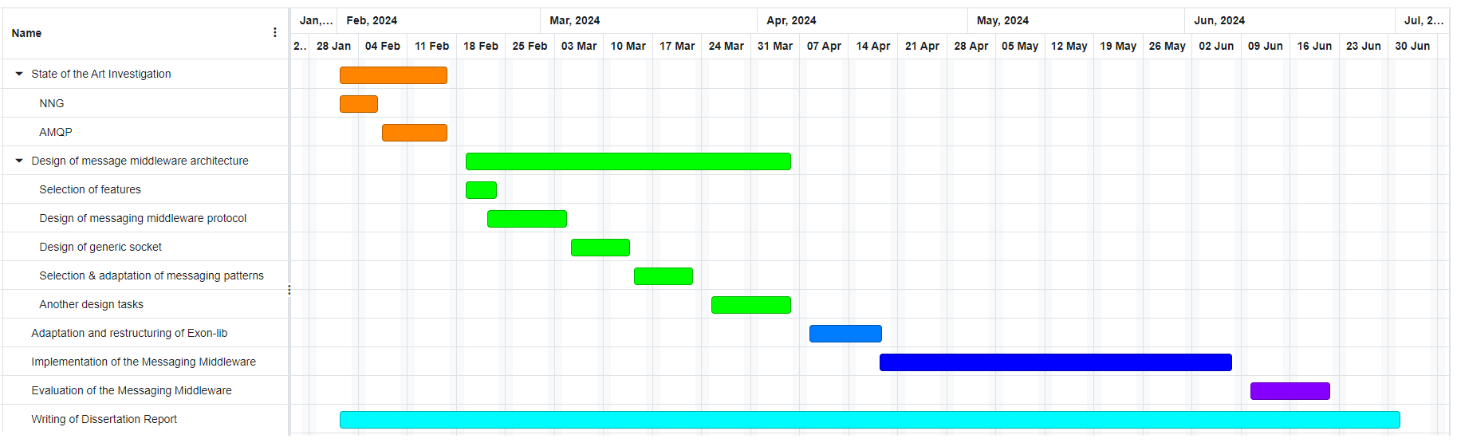 Name
Jan,... Feb, 2024 Mar, 2024 Apr, 2024 May, 2024 Jun, 2024 Jul, 2...
2.. 28 Jan 04 Feb 11 Feb 18 Feb 25 Feb 03 Mar 10 Mar 17 Mar 24 Mar 31 Mar 07 Apr 14 Apr 21 Apr 28 Apr 05 May 12 May 19 May 26 May 02 Jun 09 Jun 16 Jun 23 Jun 30 Jun
State of the Art Investigation
NNG
AMQP
Design of message middleware architecture
Selection of features
Design of messaging middleware protocol
Design of generic socket
Selection & adaptation of messaging patterns
Another design tasks
Adaptation and restructuring of Exon-lib
Implementation of the Messaging Middleware
Evaluation of the Messaging Middleware
Writing of Dissertation Report